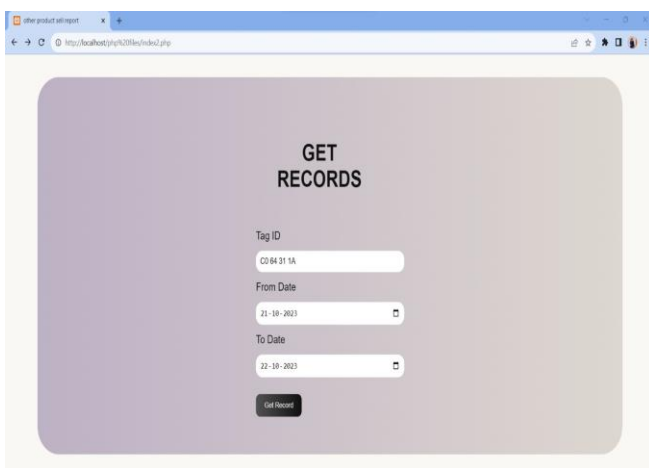 other product sell report
http://localhost/php%20files/index2.php
GET
RECORDS
Tag ID
C0 64 31 1A
From Date
21-10-2023
To Date
22-10-2023
Get Record